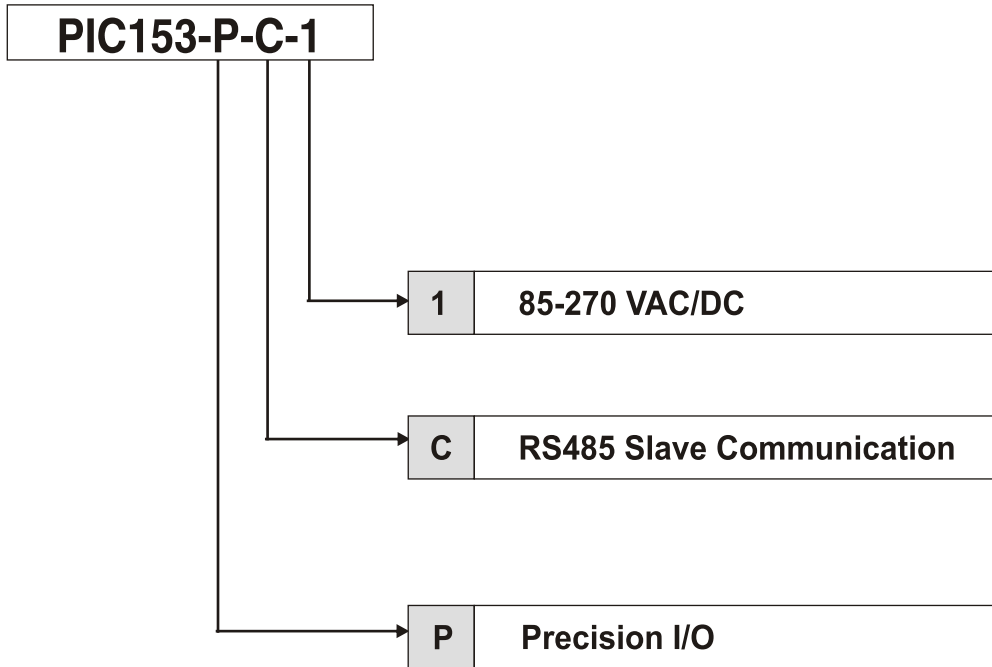 PIC153-P-C-1
1 85-270 VAC/DC
C RS485 Slave Communication
P Precision I/O